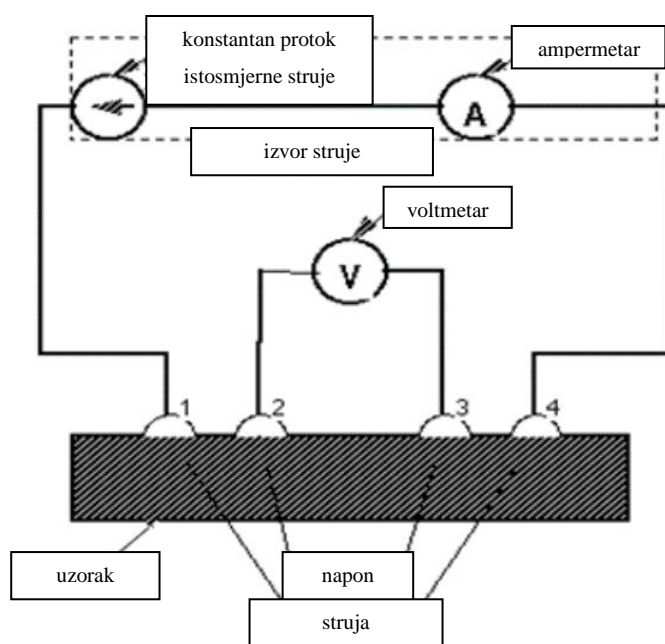 konstantan protok
istosmjerne struje
ampermetar
A
izvor struje
voltmetar
V
1
2
3
4
uzorak
napon
struja